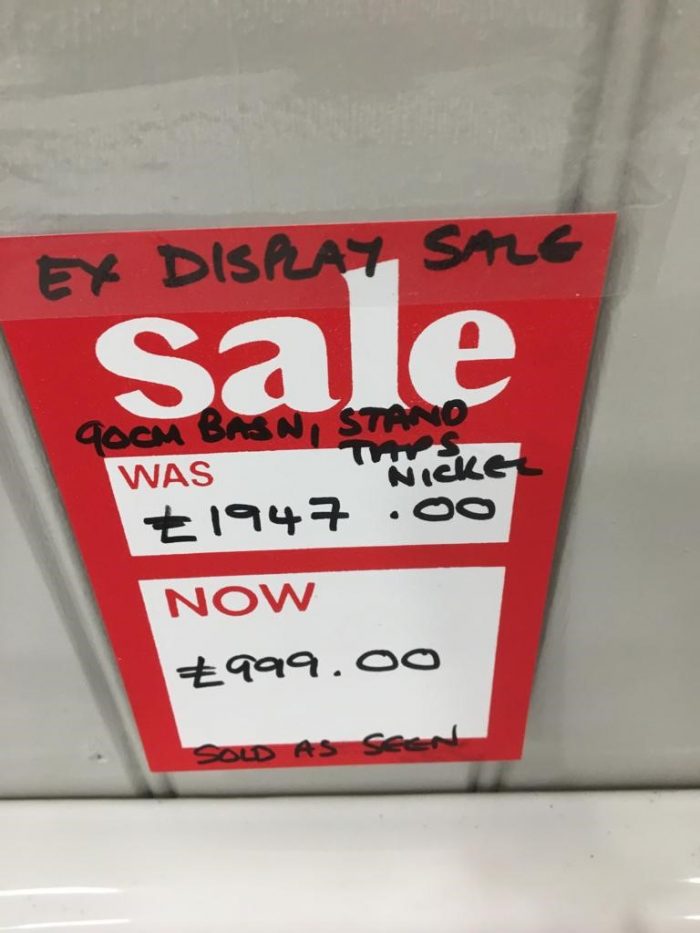 EX DISPLAY SALE
sale
90CM BASN, STAND
TAPS
NICKEL
WAS
£1947.00
NOW
£999.00
SOLD AS SEEN